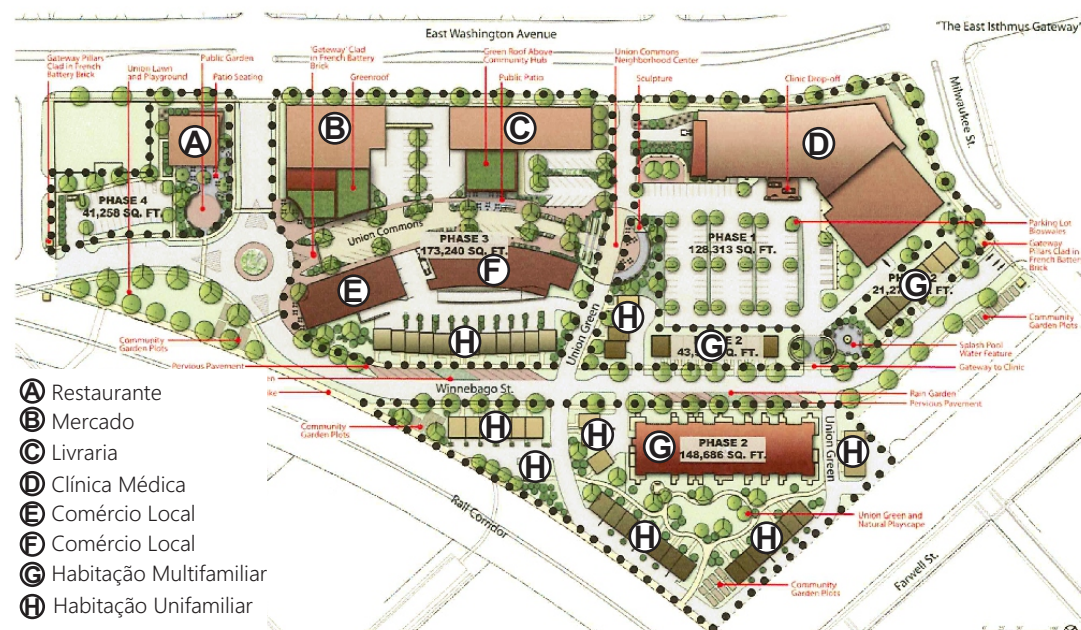 East Washington Avenue
"The East Isthmus Gateway"
Gateway Pillars
Clad in French
Battery Brick
Union Lawn
and Playground
Public Garden
Patio Seating
'Gateway' Clad
in French Battery
Brick
Greenroof
Green Roof Above
Community Hub
Public Patio
Union Commons
Neighborhood Center
Sculpture
Clinic Drop-off
Milwaukee St.
A
B
C
D
PHASE 4
41,258 SQ. FT.
Union Commons
PHASE 3
173,240 SQ. FT.
PHASE 1
128,313 SQ. FT.
Parking Lot
Bioswales
Gateway
Pillars Clad in French
Battery Brick
E
F
G
H
H
G
Union Green
Community
Garden Plots
Community
Garden Plots
Splash Pool
Water Feature
Gateway to Clinic
Pervious Pavement
Winnebago St.
Rain Garden
Pervious Pavement
Community
Garden Plots
H
H
H
G
PHASE 2
148,686 SQ. FT.
Union Green
H
Rail Corridor
H
H
Union Green and
Natural Playscape
Community
Garden Plots
Farwell St.
A Restaurante
B Mercado
C Livraria
D Clínica Médica
E Comércio Local
F Comércio Local
G Habitação Multifamiliar
H Habitação Unifamiliar